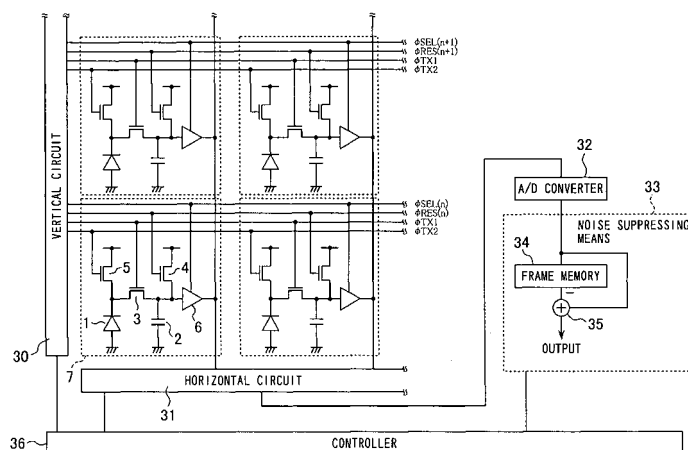 φSEL(n+1)
φRES(n+1)
φTX1
φTX2
VERTICAL CIRCUIT
32
A/D CONVERTER
33
φSEL(n)
φRES(n)
φTX1
φTX2
NOISE SUPPRESSING
MEANS
34
FRAME MEMORY
5
4
3
6
1
2
35
OUTPUT
7
30
HORIZONTAL CIRCUIT
31
36
CONTROLLER